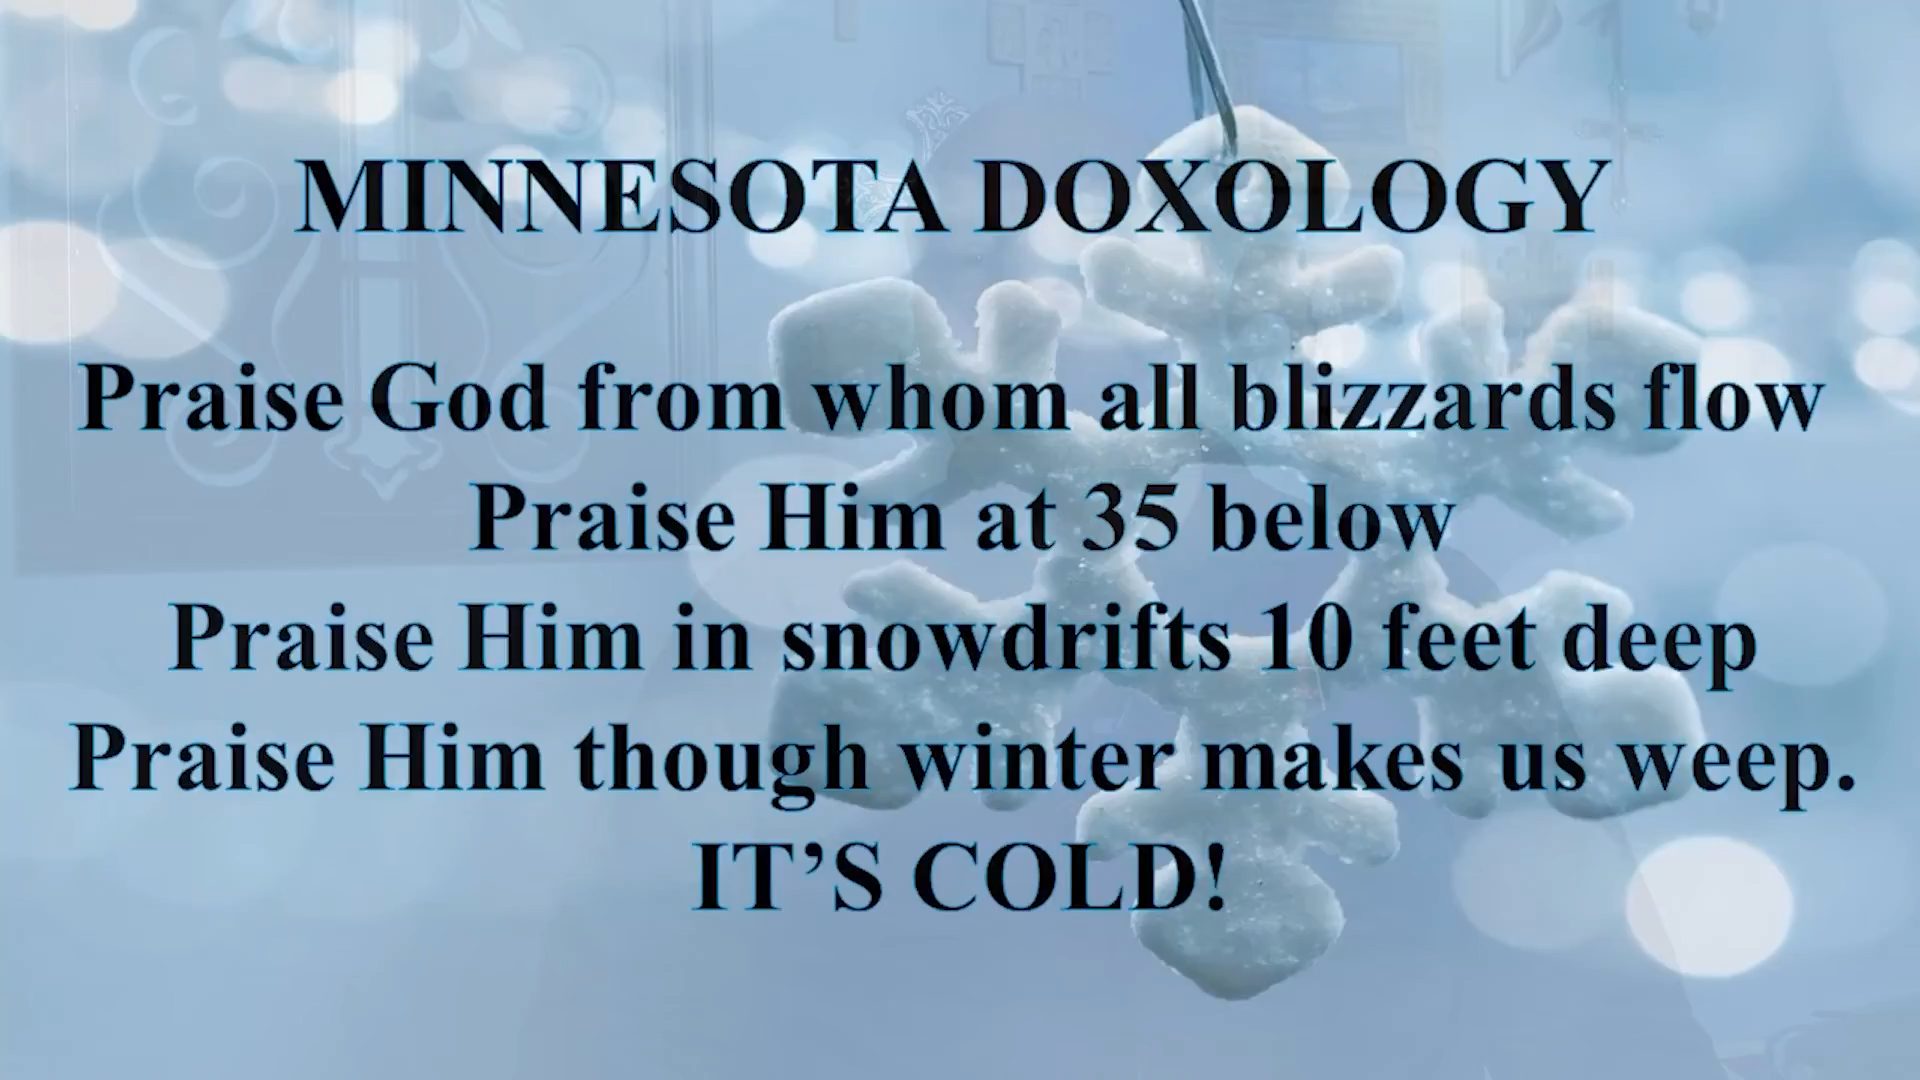 MINNESOTA DOXOLOGY
Praise God from whom all blizzards flow
Praise Him at 35 below
Praise Him in snowdrifts 10 feet deep
Praise Him though winter makes us weep.
IT’S COLD!